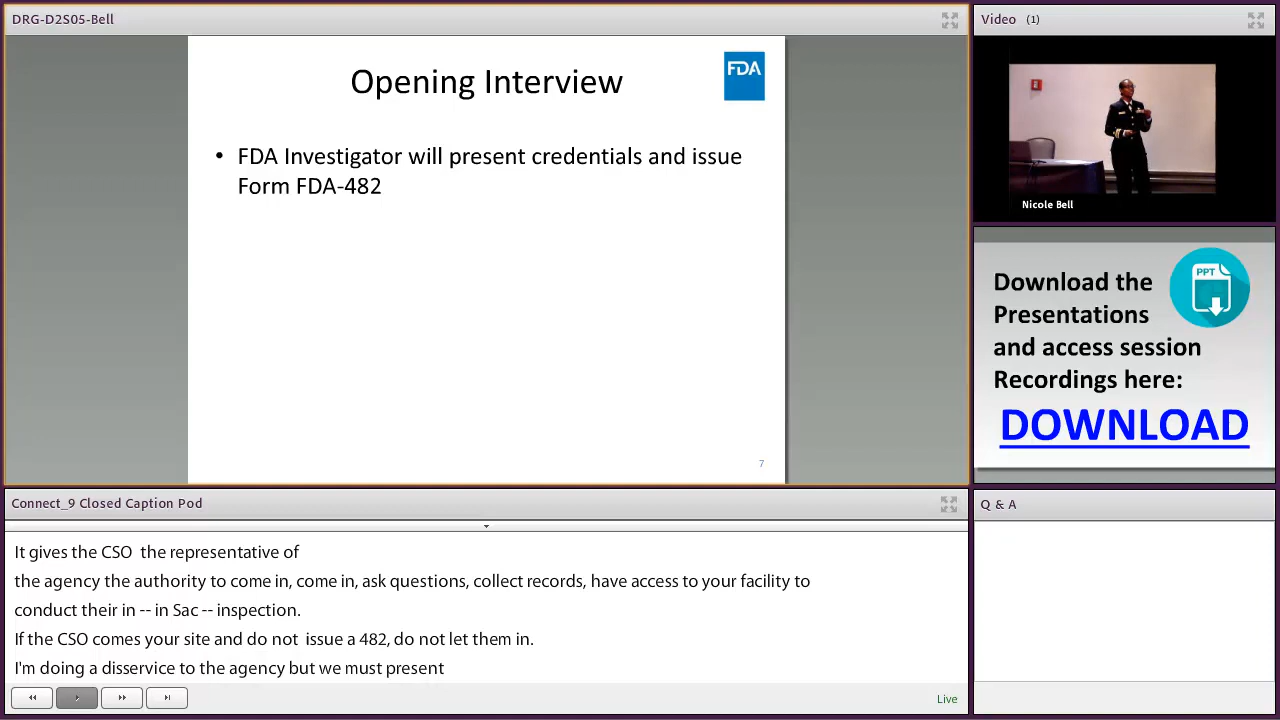 DRG-D2S05-Bell
Opening Interview
FDA
• FDA Investigator will present credentials and issue
Form FDA-482
7
Video (1)
Nicole Bell
PPT
Download the
Presentations
and access session
Recordings here:
DOWNLOAD
Connect_9 Closed Caption Pod
It gives the CSO the representative of
the agency the authority to come in, come in, ask questions, collect records, have access to your facility to
conduct their in -- in Sac -- inspection.
If the CSO comes your site and do not issue a 482, do not let them in.
I'm doing a disservice to the agency but we must present
Live
Q & A